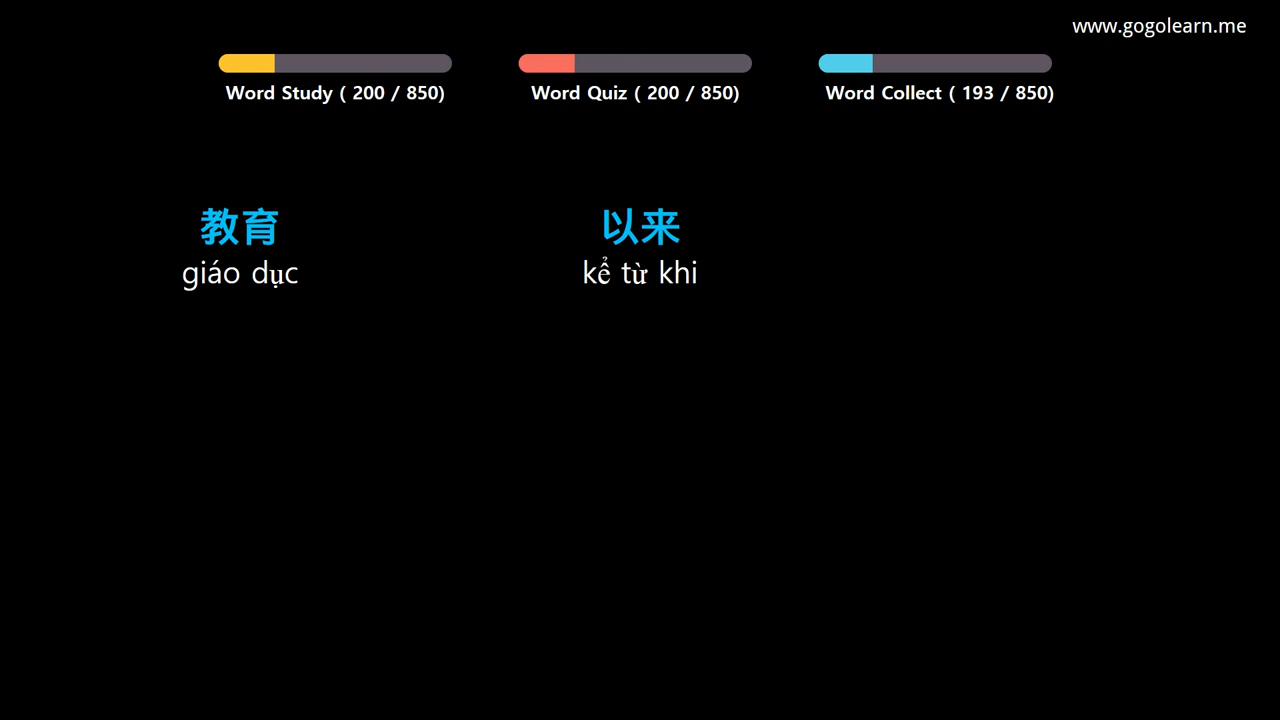 www.gogolearn.me
Word Study ( 200 / 850)
Word Quiz ( 200 / 850)
Word Collect ( 193 / 850)
教育
giáo dục
以来
kể từ khi